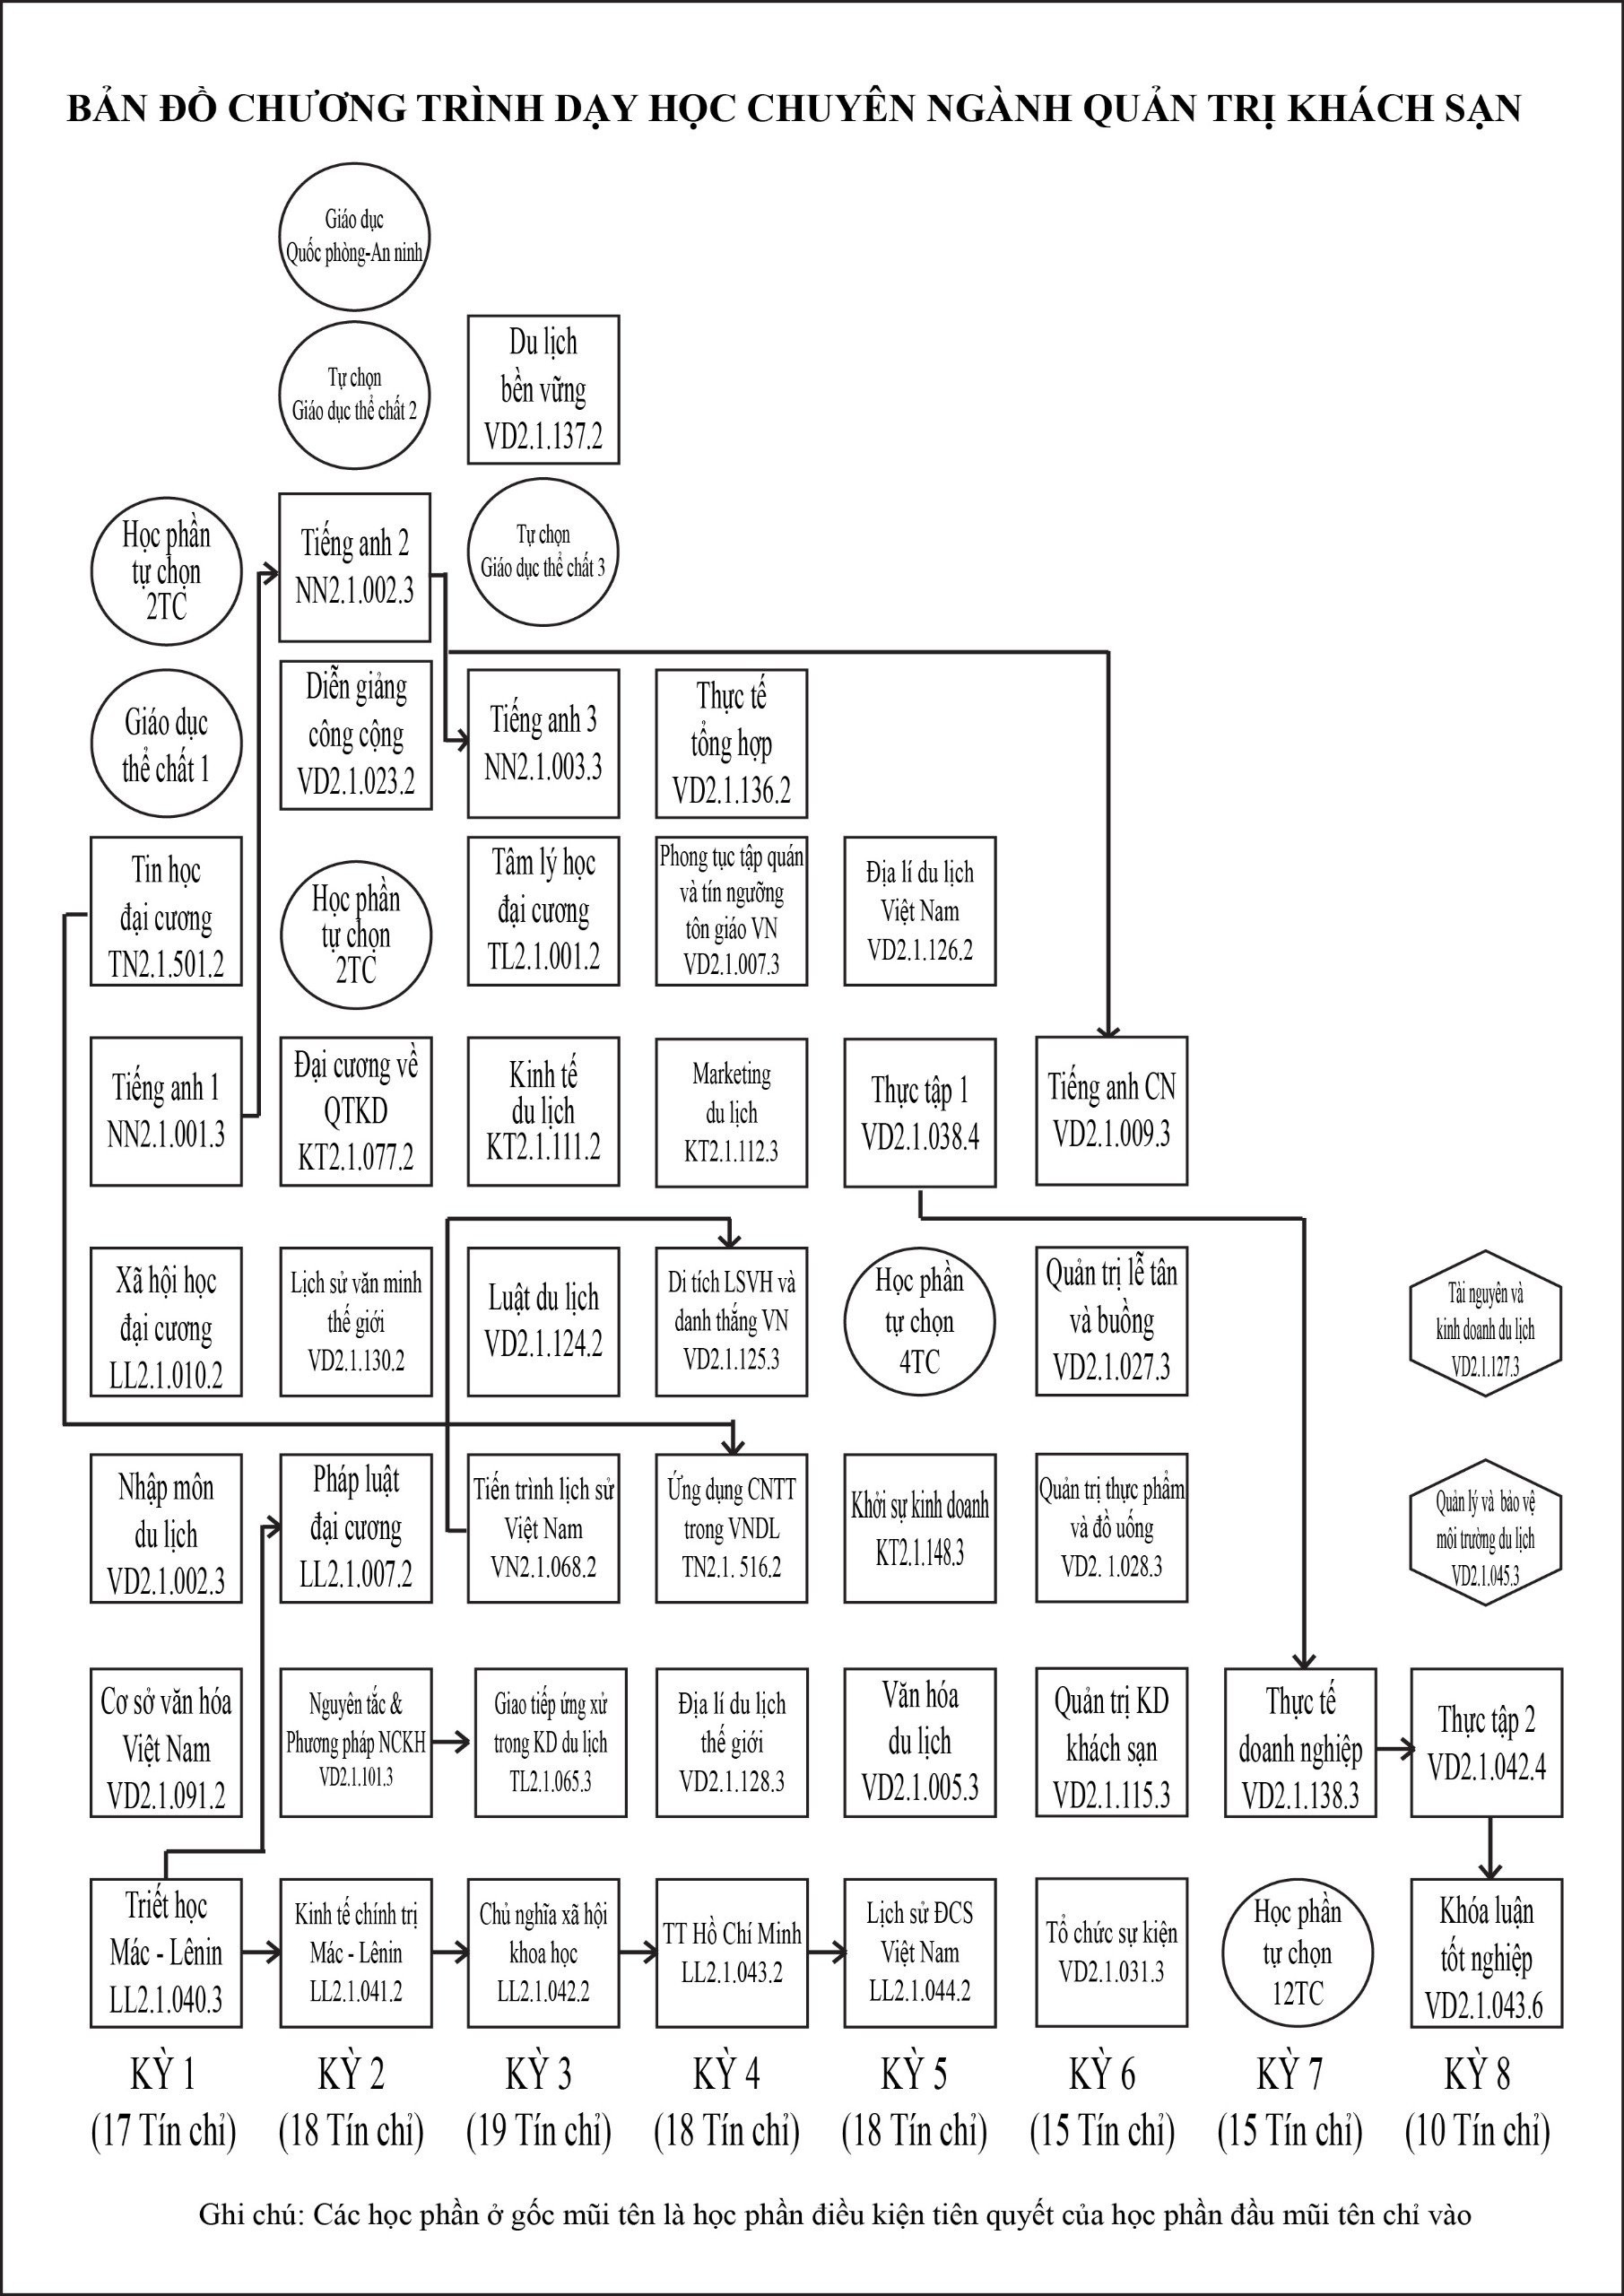 BẢN ĐỒ CHƯƠNG TRÌNH DẠY HỌC CHUYÊN NGÀNH QUẢN TRỊ KHÁCH SẠN
Giáo dục
Quốc phòng-An ninh
Tự chọn
Giáo dục thể chất 2
Du lịch
bền vững
VD2.1.137.2
Học phần
tự chọn
2TC
Tiếng anh 2
NN2.1.002.3
Tự chọn
Giáo dục thể chất 3
Giáo dục
thể chất 1
Diễn giảng
công cộng
VD2.1.023.2
Tiếng anh 3
NN2.1.003.3
Thực tế
tổng hợp
VD2.1.136.2
Tin học
đại cương
TN2.1.501.2
Học phần
tự chọn
2TC
Tâm lý học
đại cương
TL2.1.001.2
Phong tục tập quán
và tín ngưỡng
tôn giáo VN
VD2.1.007.3
Địa lí du lịch
Việt Nam
VD2.1.126.2
Tiếng anh 1
NN2.1.001.3
Đại cương về
QTKD
KT2.1.077.2
Kinh tế
du lịch
KT2.1.111.2
Marketing
du lịch
KT2.1.112.3
Thực tập 1
VD2.1.038.4
Tiếng anh CN
VD2.1.009.3
Xã hội học
đại cương
LL2.1.010.2
Lịch sử văn minh
thế giới
VD2.1.130.2
Luật du lịch
VD2.1.124.2
Di tích LSVH và
danh thắng VN
VD2.1.125.3
Học phần
tự chọn
4TC
Quản trị lễ tân
và buồng
VD2.1.027.3
Tài nguyên và
kinh doanh du lịch
VD2.1.127.3
Nhập môn
du lịch
VD2.1.002.3
Pháp luật
đại cương
LL2.1.007.2
Tiến trình lịch sử
Việt Nam
VN2.1.068.2
Ứng dụng CNTT
trong VNDL
TN2.1. 516.2
Khởi sự kinh doanh
KT2.1.148.3
Quản trị thực phẩm
và đồ uống
VD2. 1.028.3
Quản lý và bảo vệ
môi trường du lịch
VD2.1.045.3
Cơ sở văn hóa
Việt Nam
VD2.1.091.2
Nguyên tắc &
Phương pháp NCKH
VD2.1.101.3
Giao tiếp ứng xử
trong KD du lịch
TL2.1.065.3
Địa lí du lịch
thế giới
VD2.1.128.3
Văn hóa
du lịch
VD2.1.005.3
Quản trị KD
khách sạn
VD2.1.115.3
Thực tế
doanh nghiệp
VD2.1.138.3
Thực tập 2
VD2.1.042.4
Triết học
Mác - Lênin
LL2.1.040.3
Kinh tế chính trị
Mác - Lênin
LL2.1.041.2
Chủ nghĩa xã hội
khoa học
LL2.1.042.2
TT Hồ Chí Minh
LL2.1.043.2
Lịch sử ĐCS
Việt Nam
LL2.1.044.2
Tổ chức sự kiện
VD2.1.031.3
Học phần
tự chọn
12TC
Khóa luận
tốt nghiệp
VD2.1.043.6
KỲ 1
(17 Tín chỉ)
KỲ 2
(18 Tín chỉ)
KỲ 3
(19 Tín chỉ)
KỲ 4
(18 Tín chỉ)
KỲ 5
(18 Tín chỉ)
KỲ 6
(15 Tín chỉ)
KỲ 7
(15 Tín chỉ)
KỲ 8
(10 Tín chỉ)
Ghi chú: Các học phần ở gốc mũi tên là học phần điều kiện tiên quyết của học phần đầu mũi tên chỉ vào